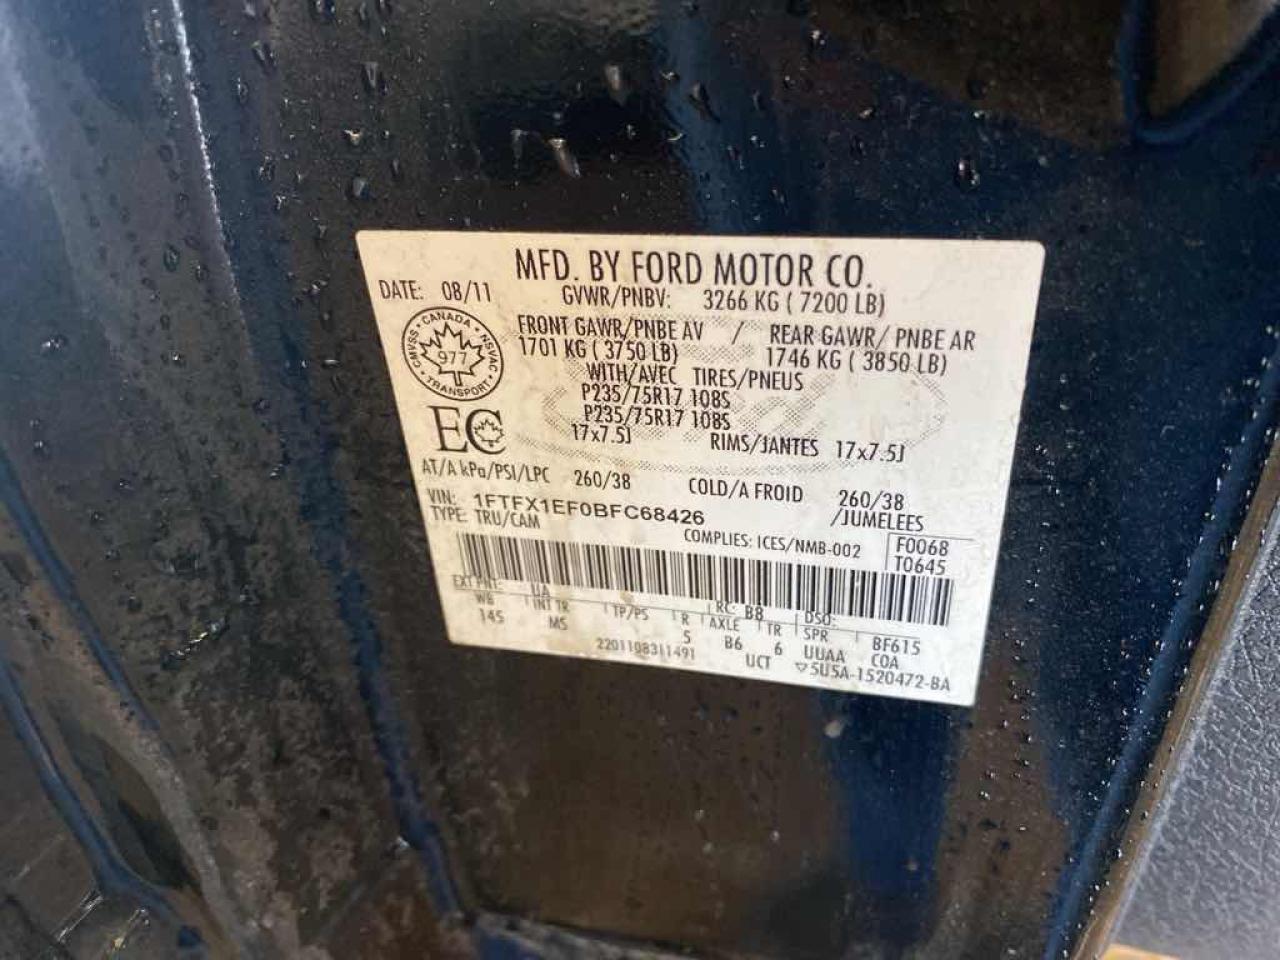 MFD. BY FORD MOTOR CO.
DATE: 08/11
GVWR/PNBV: 3266 KG ( 7200 LB)
FRONT GAWR/PNBE AV / REAR GAWR/ PNBE AR
1701 KG ( 3750 LB) 1746 KG ( 3850 LB)
WITH/AVEC TIRES/PNEUS
P235/75R17 108S
P235/75R17 108S
17x7.5J RIMS/JANTES 17x7.5J
CANADA • NSVAC • TRANSPORT • CMVSS •
977
EC
AT/A kPa/PSI/LPC 260/38 COLD/A FROID 260/38
VIN: 1FTFX1EF0BFC68426 /JUMELEES
TYPE: TRU/CAM COMPLIES: ICES/NMB-002
F0068
T0645
EXT PNT: UA RC: B8 DSO:
WB INT TR TP/PS R AXLE TR SPR BF615
145 MS 5 B6 6 UUAA COA
2201108311491 UCT 5U5A-1520472-BA